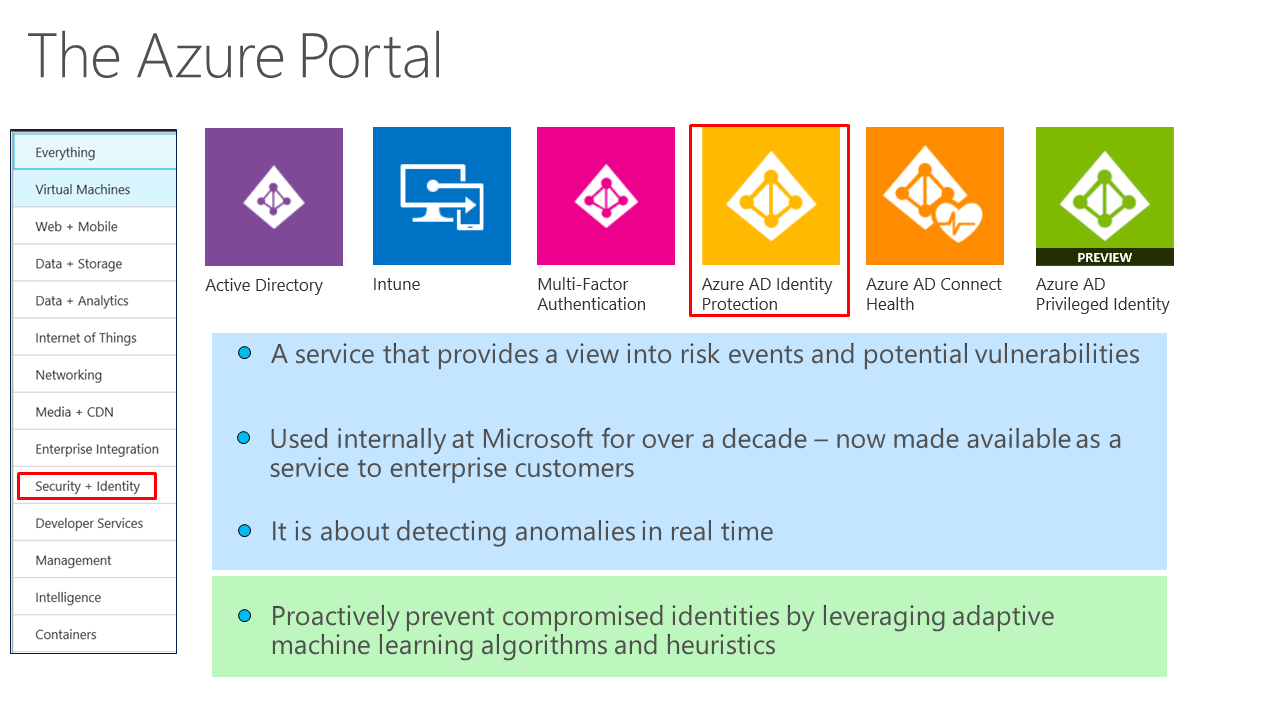 The Azure Portal
Everything
Virtual Machines
Web + Mobile
Data + Storage
Data + Analytics
Internet of Things
Networking
Media + CDN
Enterprise Integration
Security + Identity
Developer Services
Management
Intelligence
Containers
Active Directory
Intune
Multi-Factor
Authentication
Azure AD Identity
Protection
Azure AD Connect
Health
PREVIEW
Azure AD
Privileged Identity
A service that provides a view into risk events and potential vulnerabilities
Used internally at Microsoft for over a decade – now made available as a
service to enterprise customers
It is about detecting anomalies in real time
Proactively prevent compromised identities by leveraging adaptive
machine learning algorithms and heuristics